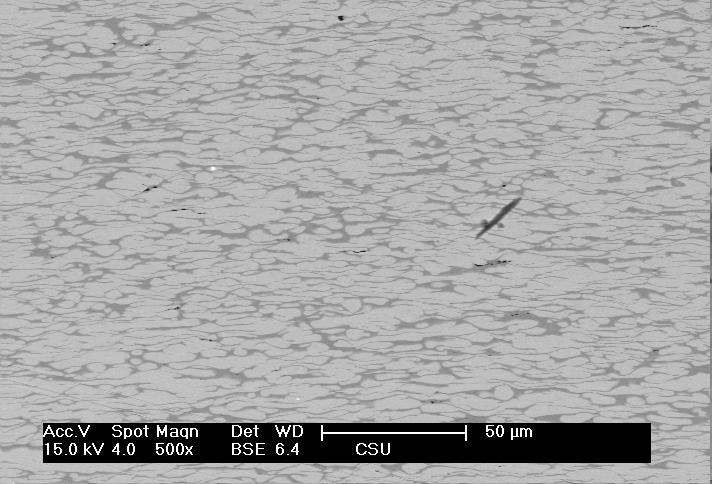 Acc.V Spot Magn Det WD 50 µm
15.0 kV 4.0 500x BSE 6.4 CSU